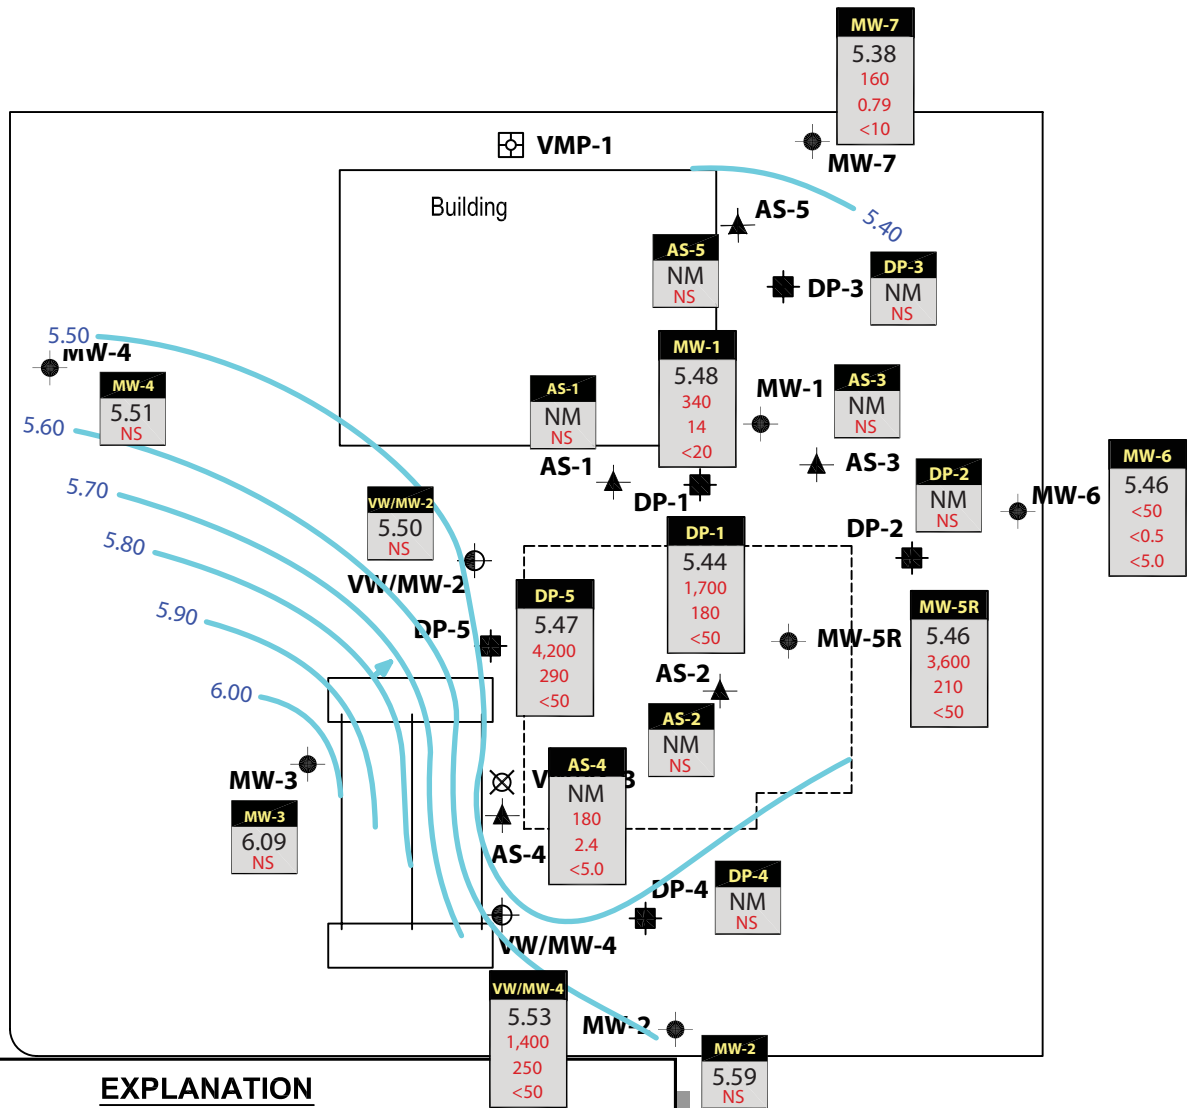 MW-7
5.38
160
0.79
<10
VMP-1
MW-7
Building
AS-5
5.40
AS-5
NM
NS
DP-3
DP-3
NM
NS
5.50
MW-4
MW-4
5.51
NS
MW-1
5.48
340
14
<20
MW-1
AS-1
NM
NS
AS-3
NM
NS
5.60
AS-1
AS-3
DP-1
5.70
MW-6
5.46
<50
<0.5
<5.0
MW-6
DP-2
NM
NS
DP-2
VW/MW-2
5.50
NS
VW/MW-2
5.80
DP-1
5.44
1,700
180
<50
5.90
DP-5
DP-5
5.47
4,200
290
<50
MW-5R
MW-5R
5.46
3,600
210
<50
6.00
AS-2
AS-2
NM
NS
MW-3
MW-3
6.09
NS
AS-4
NM
180
2.4
<5.0
AS-4
DP-4
DP-4
NM
NS
VW/MW-4
VW/MW-4
5.53
1,400
250
<50
MW-2
MW-2
5.59
NS
EXPLANATION